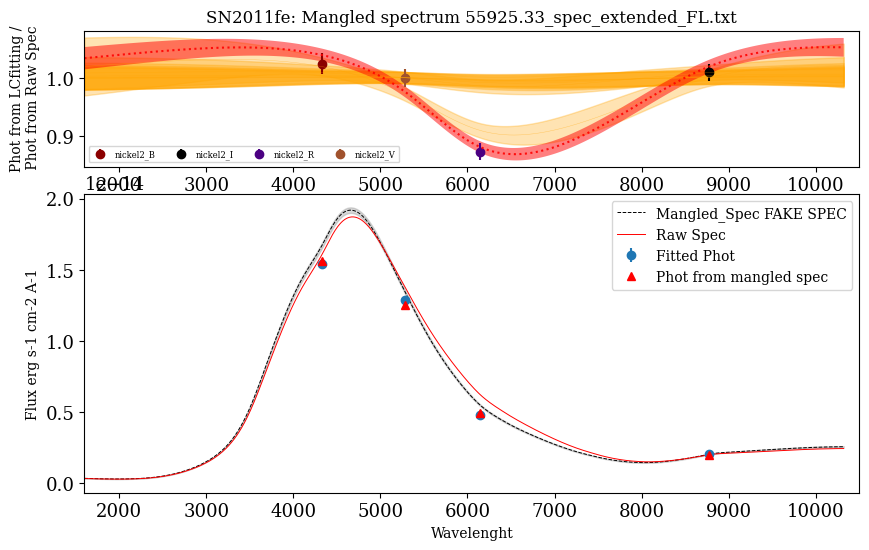 SN2011fe: Mangled spectrum 55925.33_spec_extended_FL.txt
Phot from LCfitting /
Phot from Raw Spec
1.0
0.9
nickel2_B nickel2_I nickel2_R nickel2_V
2000 3000 4000 5000 6000 7000 8000 9000 10000
1e−14
2.0
1.5
1.0
0.5
0.0
Flux erg s-1 cm-2 A-1
Mangled_Spec FAKE SPEC
Raw Spec
Fitted Phot
Phot from mangled spec
2000 3000 4000 5000 6000 7000 8000 9000 10000
Wavelenght